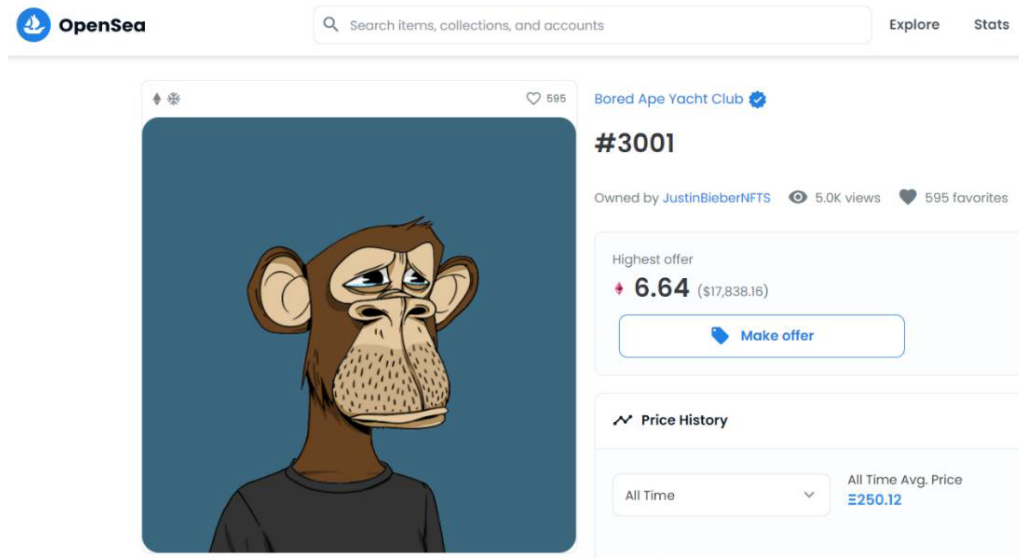 OpenSea
Search items, collections, and accounts
Explore
Stats
595
Bored Ape Yacht Club
#3001
Owned by JustinBieberNFTS
5.0K views
595 favorites
Highest offer
6.64 ($17,838.16)
Make offer
Price History
All Time
All Time Avg. Price
Ξ250.12